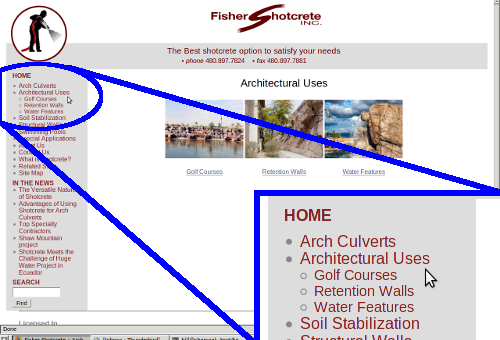 Fisher Shotcrete
INC.
The Best shotcrete option to satisfy your needs
• phone 480.897.7824 • fax 480.897.7881
HOME
Arch Culverts
Architectural Uses
Golf Courses
Retention Walls
Water Features
Soil Stabilization
Structural Walls
Swimming Pools
Special Applications
About Us
Contact Us
What is Shotcrete?
Related
Site Map
IN THE NEWS
The Versatile Nature
of Shotcrete
Advantages of Using
Shotcrete for Arch
Culverts
Top Specialty
Contractors
Shaw Mountain
project
Shotcrete Meets the
Challenge of Huge
Water Project in
Ecuador
SEARCH
Find
Architectural Uses
Golf Courses
Retention Walls
Water Features
Licensed in
Done
HOME
Arch Culverts
Architectural Uses
Golf Courses
Retention Walls
Water Features
Soil Stabilization
Structural Walls